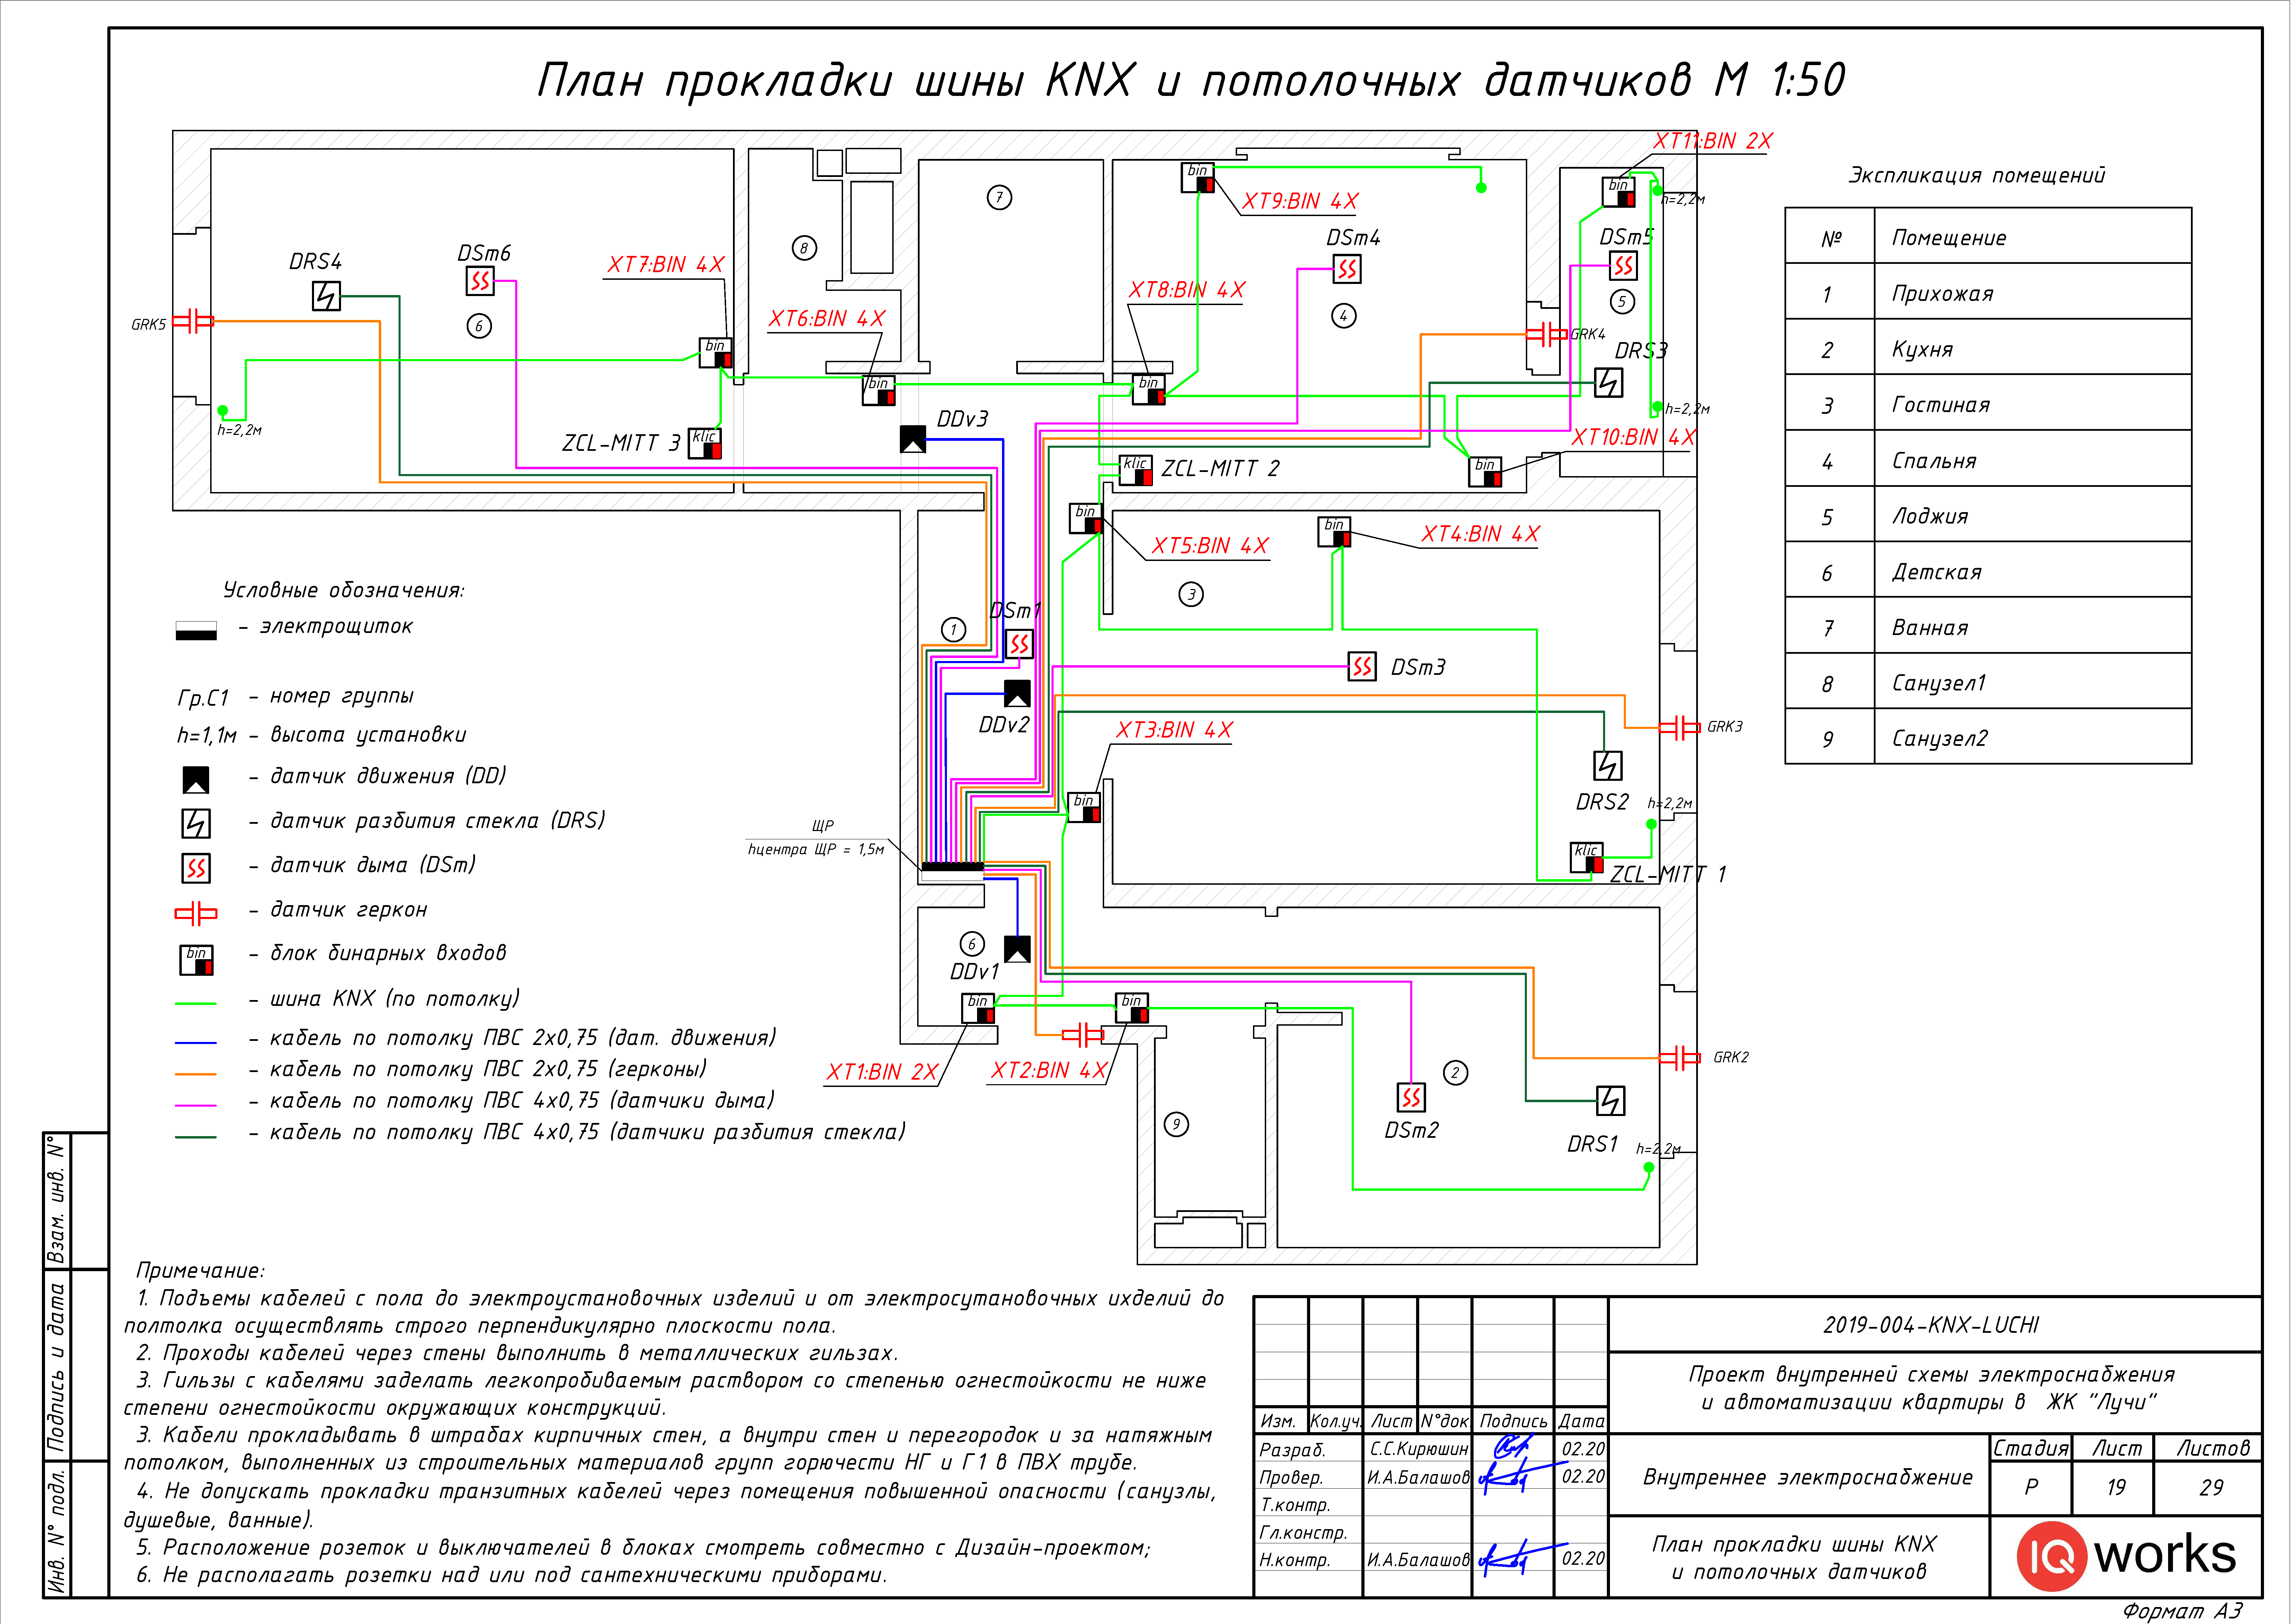 План прокладки шины KNX и потолочных датчиков М 1:50
XT11:BIN 2X
bin
bin
h=2,2м
XT9:BIN 4X
7
8
DSm4
DSm5
DRS4
DSm6
XT7:BIN 4X
XT8:BIN 4X
5
4
6
XT6:BIN 4X
GRK5
GRK4
DRS3
bin
bin
bin
h=2,2м
h=2,2м
DDv3
ZCL-MITT 3
klic
XT10:BIN 4X
klic
ZCL-MITT 2
bin
bin
bin
XT5:BIN 4X
XT4:BIN 4X
3
DSm1
1
DSm3
DDv2
XT3:BIN 4X
GRK3
bin
DRS2
h=2,2м
ЩР
hцентра ЩР = 1,5м
klic
ZCL-MITT 1
6
DDv1
bin
bin
GRK2
XT1:BIN 2X
XT2:BIN 4X
2
9
DSm2
DRS1
h=2,2м
Экспликация помещений
№ Помещение
1 Прихожая
2 Кухня
3 Гостиная
4 Спальня
5 Лоджия
6 Детская
7 Ванная
8 Санузел1
9 Санузел2
Условные обозначения:
- электрощиток
Гр.С1 - номер группы
h=1,1м - высота установки
- датчик движения (DD)
- датчик разбития стекла (DRS)
- датчик дыма (DSm)
- датчик геркон
bin - блок бинарных входов
- шина KNX (по потолку)
- кабель по потолку ПВС 2х0,75 (дат. движения)
- кабель по потолку ПВС 2х0,75 (герконы)
- кабель по потолку ПВС 4х0,75 (датчики дыма)
- кабель по потолку ПВС 4х0,75 (датчики разбития стекла)
Примечание:
1. Подъемы кабелей с пола до электроустановочных изделий и от электросутановочных ихделий до
полтолка осуществлять строго перпендикулярно плоскости пола.
2. Проходы кабелей через стены выполнить в металлических гильзах.
3. Гильзы с кабелями заделать легкопробиваемым раствором со степенью огнестойкости не ниже
степени огнестойкости окружающих конструкций.
3. Кабели прокладывать в штрабах кирпичных стен, а внутри стен и перегородок и за натяжным
потолком, выполненных из строительных материалов групп горючести НГ и Г1 в ПВХ трубе.
4. Не допускать прокладки транзитных кабелей через помещения повышенной опасности (санузлы,
душевые, ванные).
5. Расположение розеток и выключателей в блоках смотреть совместно с Дизайн-проектом;
6. Не располагать розетки над или под сантехническими приборами.
Взам. инв. N°
Подпись и дата
Инв. N° подл.
2019-004-KNX-LUCHI
Проект внутренней схемы электроснабжения
и автоматизации квартиры в ЖК "Лучи"
Изм. Кол.уч. Лист N°док. Подпись Дата
Разраб. С.С.Кирюшин 02.20
Провер. И.А.Балашов 02.20
Т.контр.
Гл.констр.
Н.контр. И.А.Балашов 02.20
Внутреннее электроснабжение
Стадия Лист Листов
Р 19 29
План прокладки шины KNX
и потолочных датчиков
IQ works
Формат А3